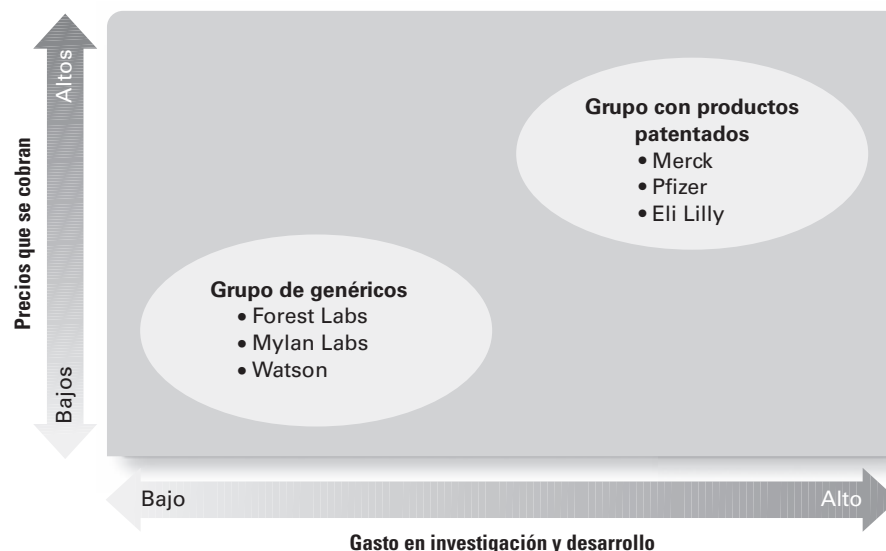 Precios que se cobran
Altos
Bajos
Grupo con productos
patentados
• Merck
• Pfizer
• Eli Lilly
Grupo de genéricos
• Forest Labs
• Mylan Labs
• Watson
Bajo
Alto
Gasto en investigación y desarrollo